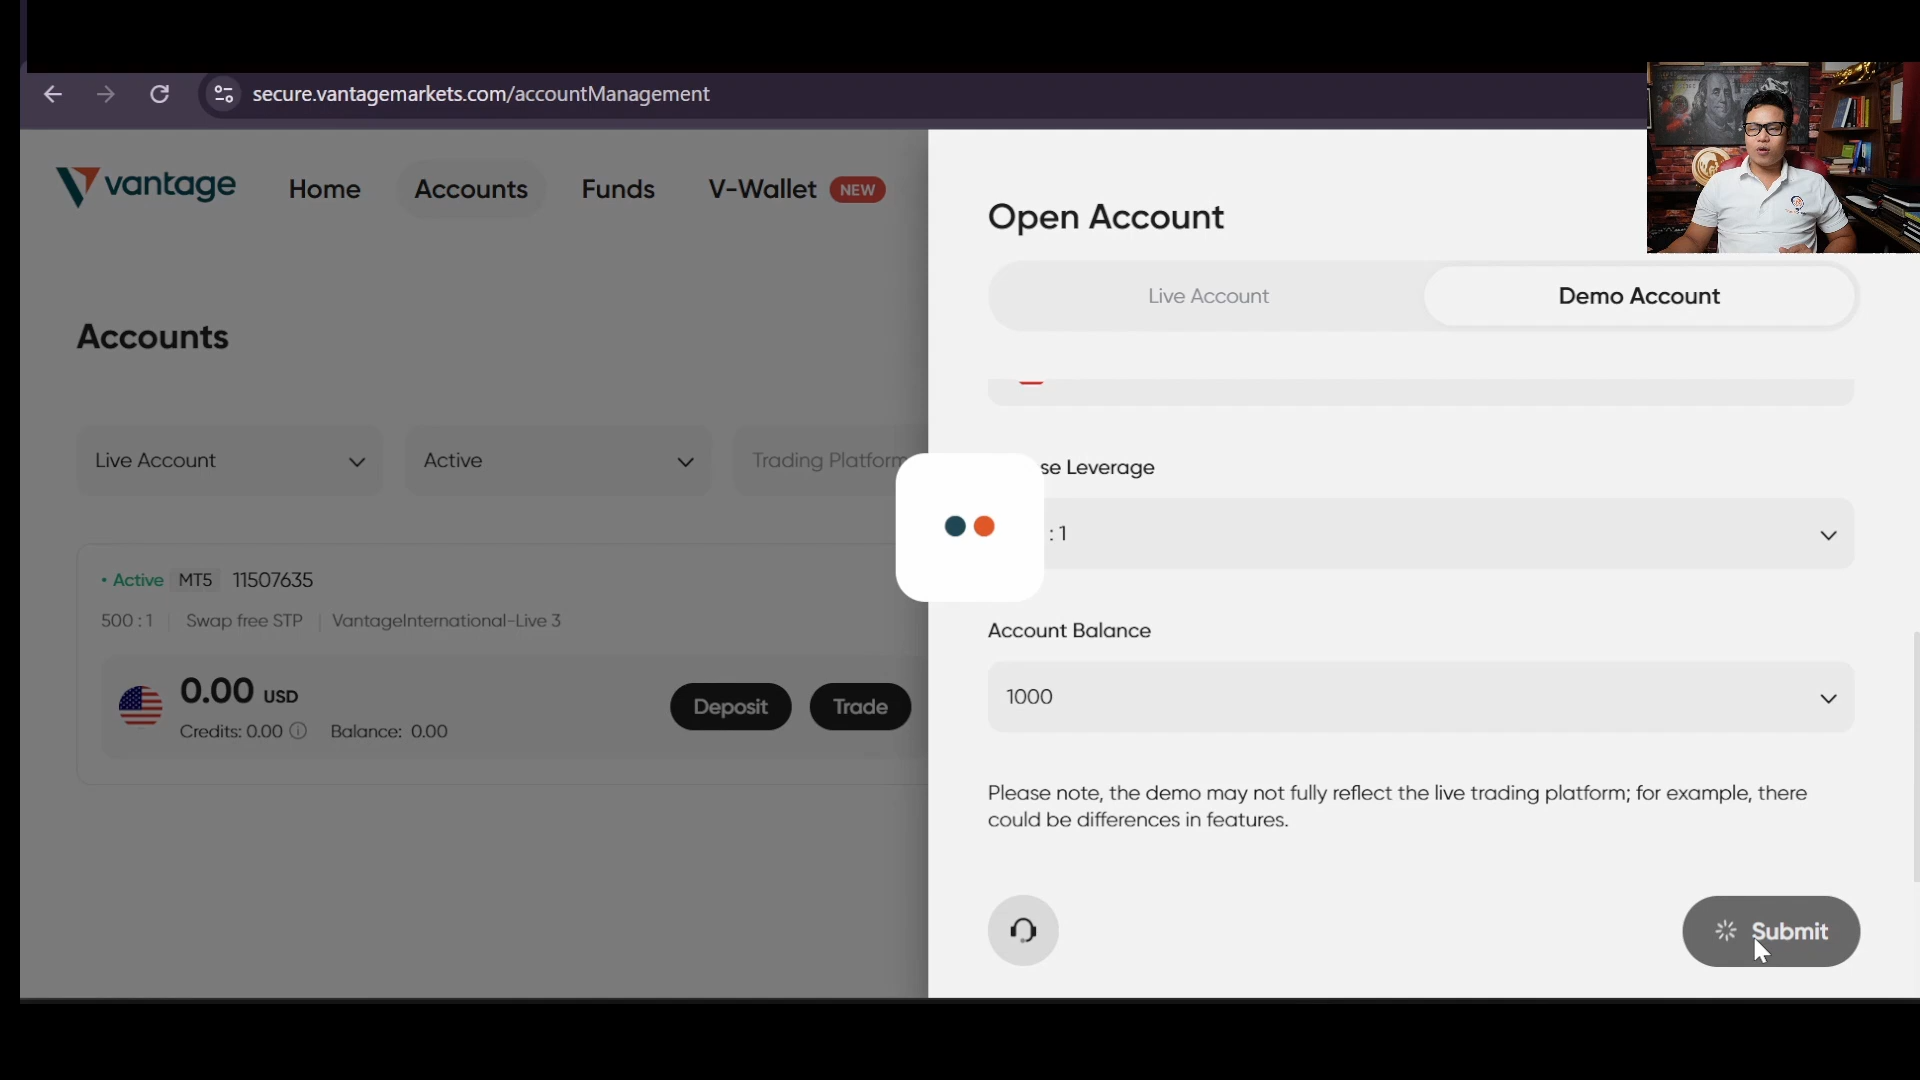 secure.vantagemarkets.com/accountManagement
vantage
Home
Accounts
Funds
V-Wallet
NEW
Accounts
Live Account
Active
Trading Platform
• Active MT5 11507635
500 : 1 | Swap free STP | VantageInternational-Live 3
0.00 USD
Credits: 0.00 Balance: 0.00
Deposit
Trade
Open Account
Live Account
Demo Account
se Leverage
: 1
Account Balance
1000
Please note, the demo may not fully reflect the live trading platform; for example, there
could be differences in features.
Submit